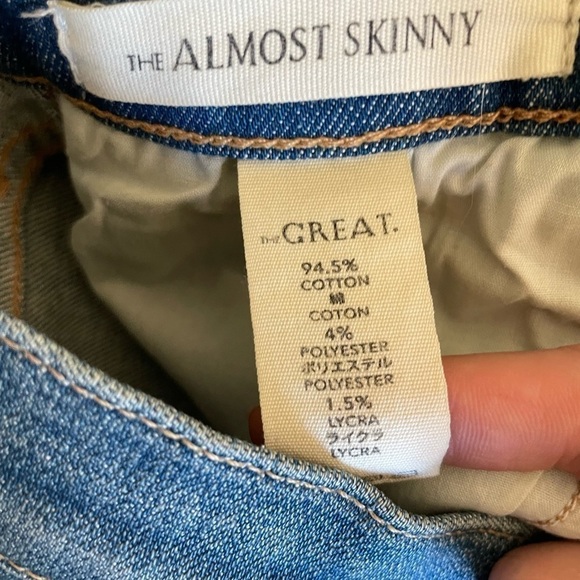 THE ALMOST SKINNY
THE GREAT.
94.5%
COTTON
綿
COTON
4%
POLYESTER
ポリエステル
POLYESTER
1.5%
LYCRA
ライクラ
LYCRA